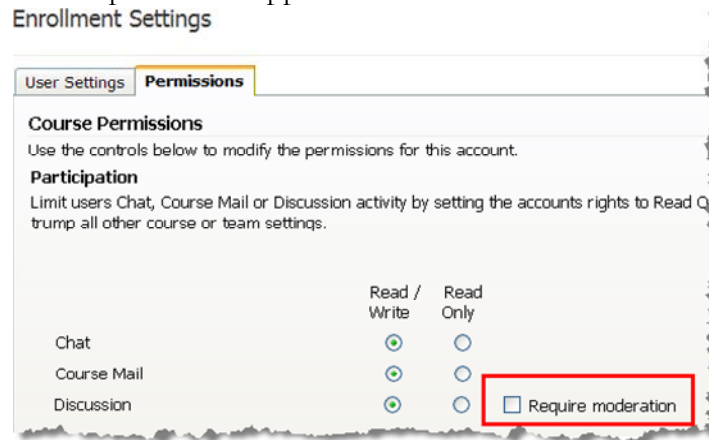 Enrollment Settings
User Settings Permissions
Course Permissions
Use the controls below to modify the permissions for this account.
Participation
Limit users Chat, Course Mail or Discussion activity by setting the accounts rights to Read
trump all other course or team settings.
Read / Read
Write Only
Chat
Course Mail
Discussion Require moderation